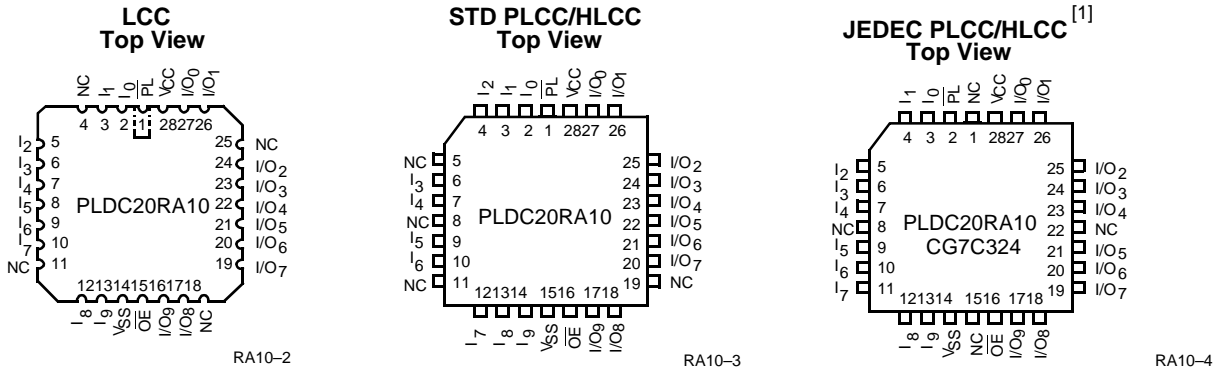 LCC
Top View
NC I1 I0 PL VCC I/O0 I/O1
4 3 2 1 28 27 26
I2 5
I3 6
I4 7
I5 8
I6 9
I7 10
NC 11
PLDC20RA10
25 NC
24 I/O2
23 I/O3
22 I/O4
21 I/O5
20 I/O6
19 I/O7
12 13 14 15 16 17 18
I8 I9 VSS OE I/O9 I/O8 NC
RA10–2
STD PLCC/HLCC
Top View
I2 I1 I0 PL VCC I/O0 I/O1
4 3 2 1 28 27 26
NC 5
I3 6
I4 7
NC 8
I5 9
I6 10
NC 11
PLDC20RA10
25 I/O2
24 I/O3
23 I/O4
22 I/O5
21 I/O6
20 I/O7
19 NC
12 13 14 15 16 17 18
I7 I8 I9 VSS OE I/O9 I/O8
RA10–3
JEDEC PLCC/HLCC [1]
Top View
I1 I0 PL NC VCC I/O0 I/O1
4 3 2 1 28 27 26
I2 5
I3 6
I4 7
NC 8
I5 9
I6 10
I7 11
PLDC20RA10
CG7C324
25 I/O2
24 I/O3
23 I/O4
22 NC
21 I/O5
20 I/O6
19 I/O7
12 13 14 15 16 17 18
I8 I9 VSS NC OE I/O9 I/O8
RA10–4